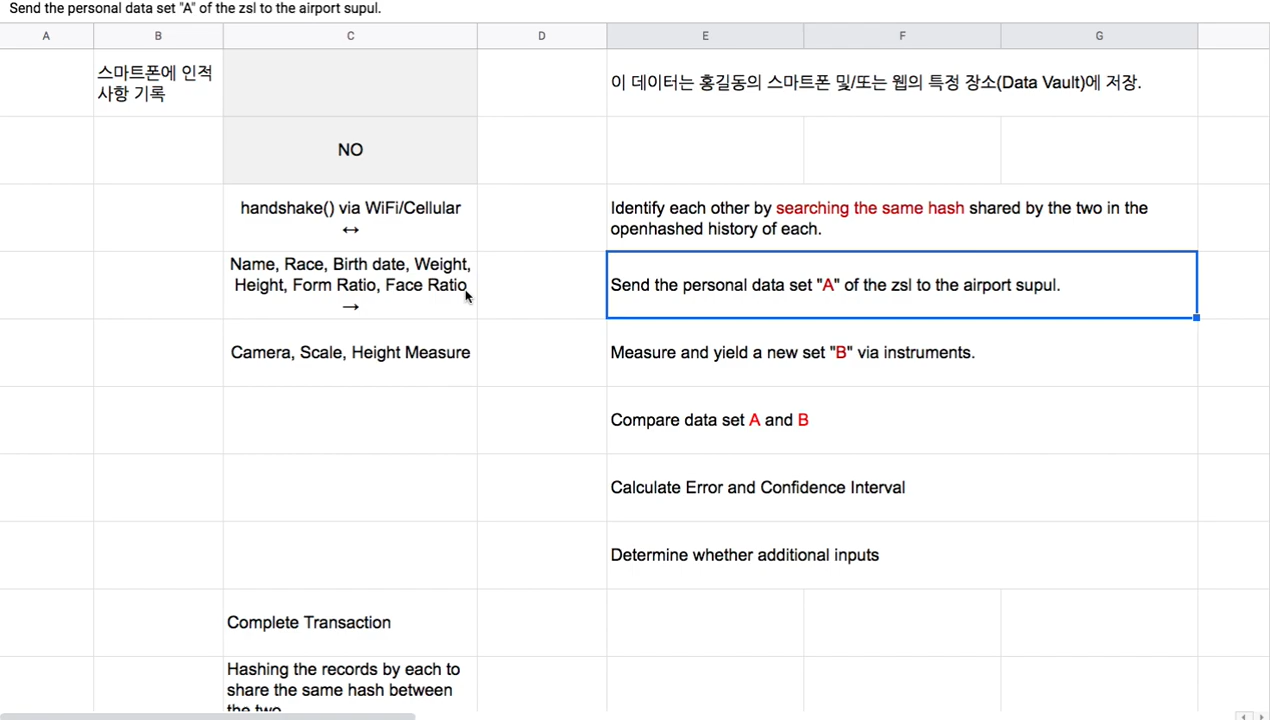 Send the personal data set "A" of the zsl to the airport supul.
A B C D E F G
스마트폰에 인적
사항 기록
이 데이터는 홍길동의 스마트폰 및/또는 웹의 특정 장소(Data Vault)에 저장.
NO
handshake() via WiFi/Cellular
↔
Identify each other by searching the same hash shared by the two in the
openhashed history of each.
Name, Race, Birth date, Weight,
Height, Form Ratio, Face Ratio
→
Send the personal data set "A" of the zsl to the airport supul.
Camera, Scale, Height Measure
Measure and yield a new set "B" via instruments.
Compare data set A and B
Calculate Error and Confidence Interval
Determine whether additional inputs
Complete Transaction
Hashing the records by each to
share the same hash between
the two